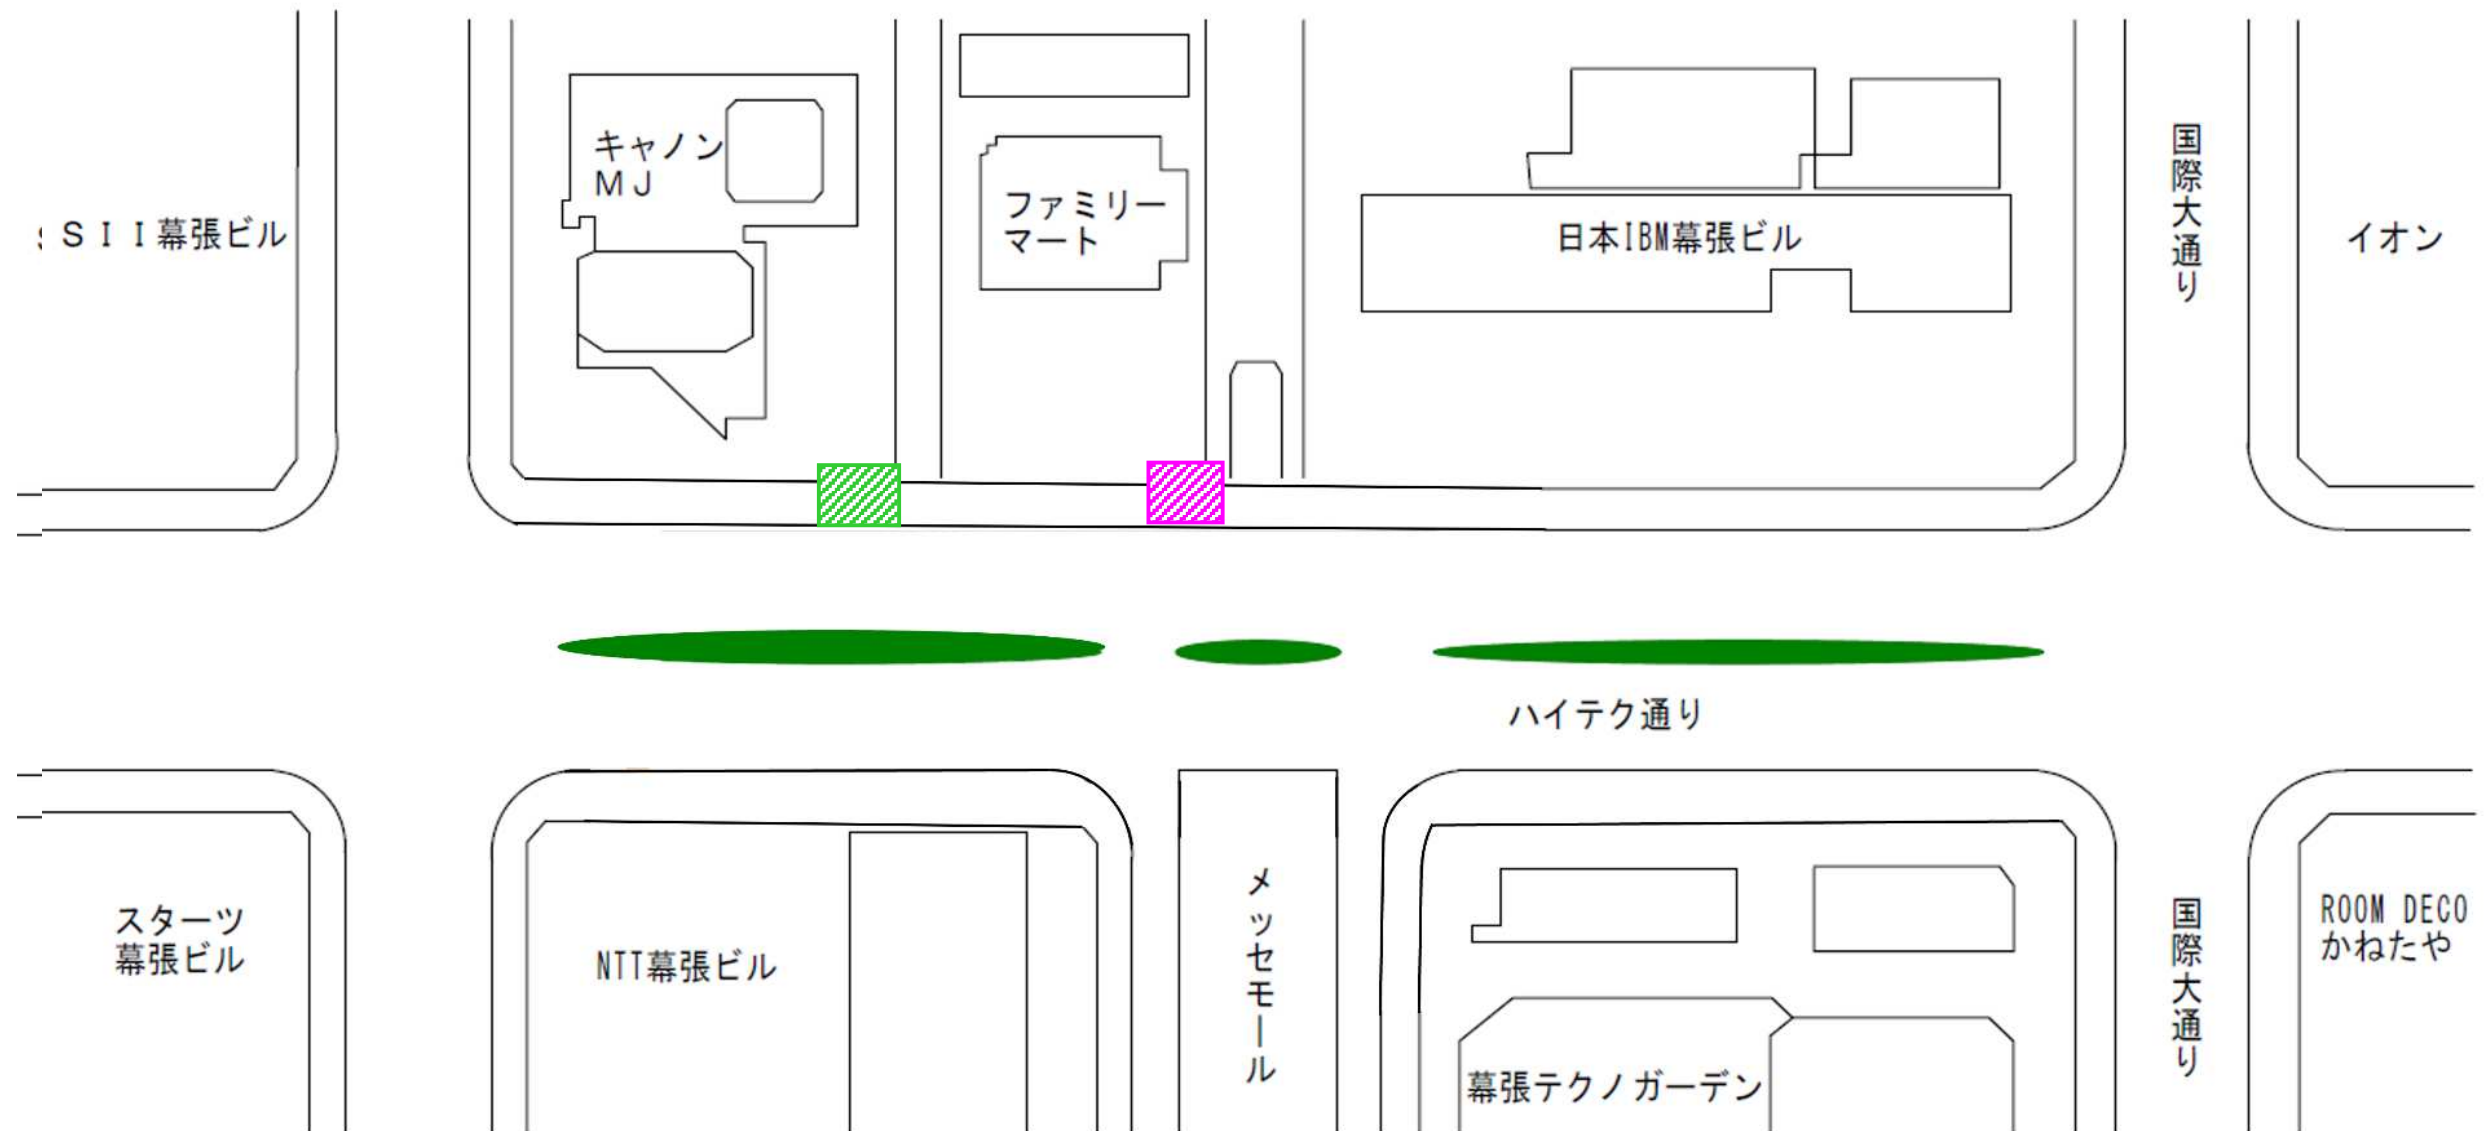 キャノン
ＭＪ
ファミリー
マート
ＳＩＩ幕張ビル
日本IBM幕張ビル
国際大通り
イオン
ハイテク通り
スターツ
幕張ビル
NTT幕張ビル
メッセモール
幕張テクノガーデン
国際大通り
ROOM DECO
かねたや